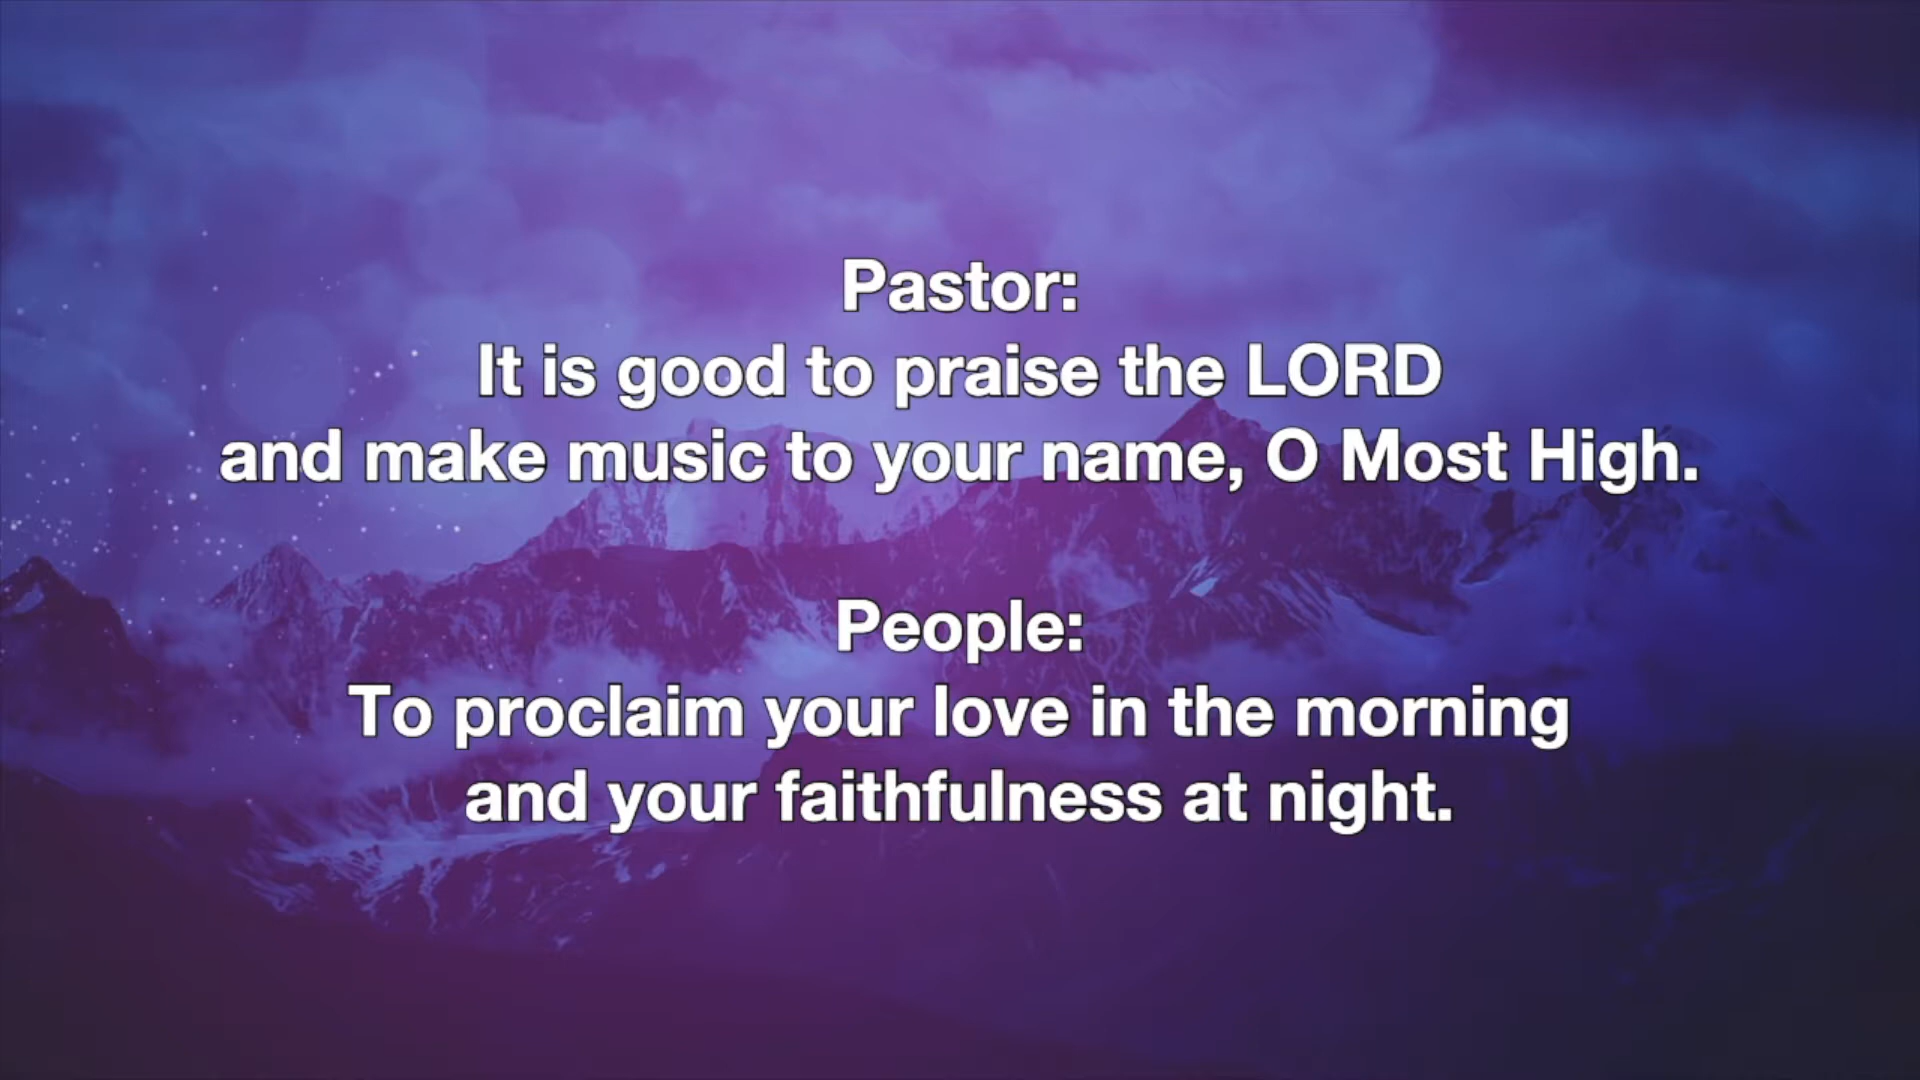 Pastor:
It is good to praise the LORD
and make music to your name, O Most High.
People:
To proclaim your love in the morning
and your faithfulness at night.